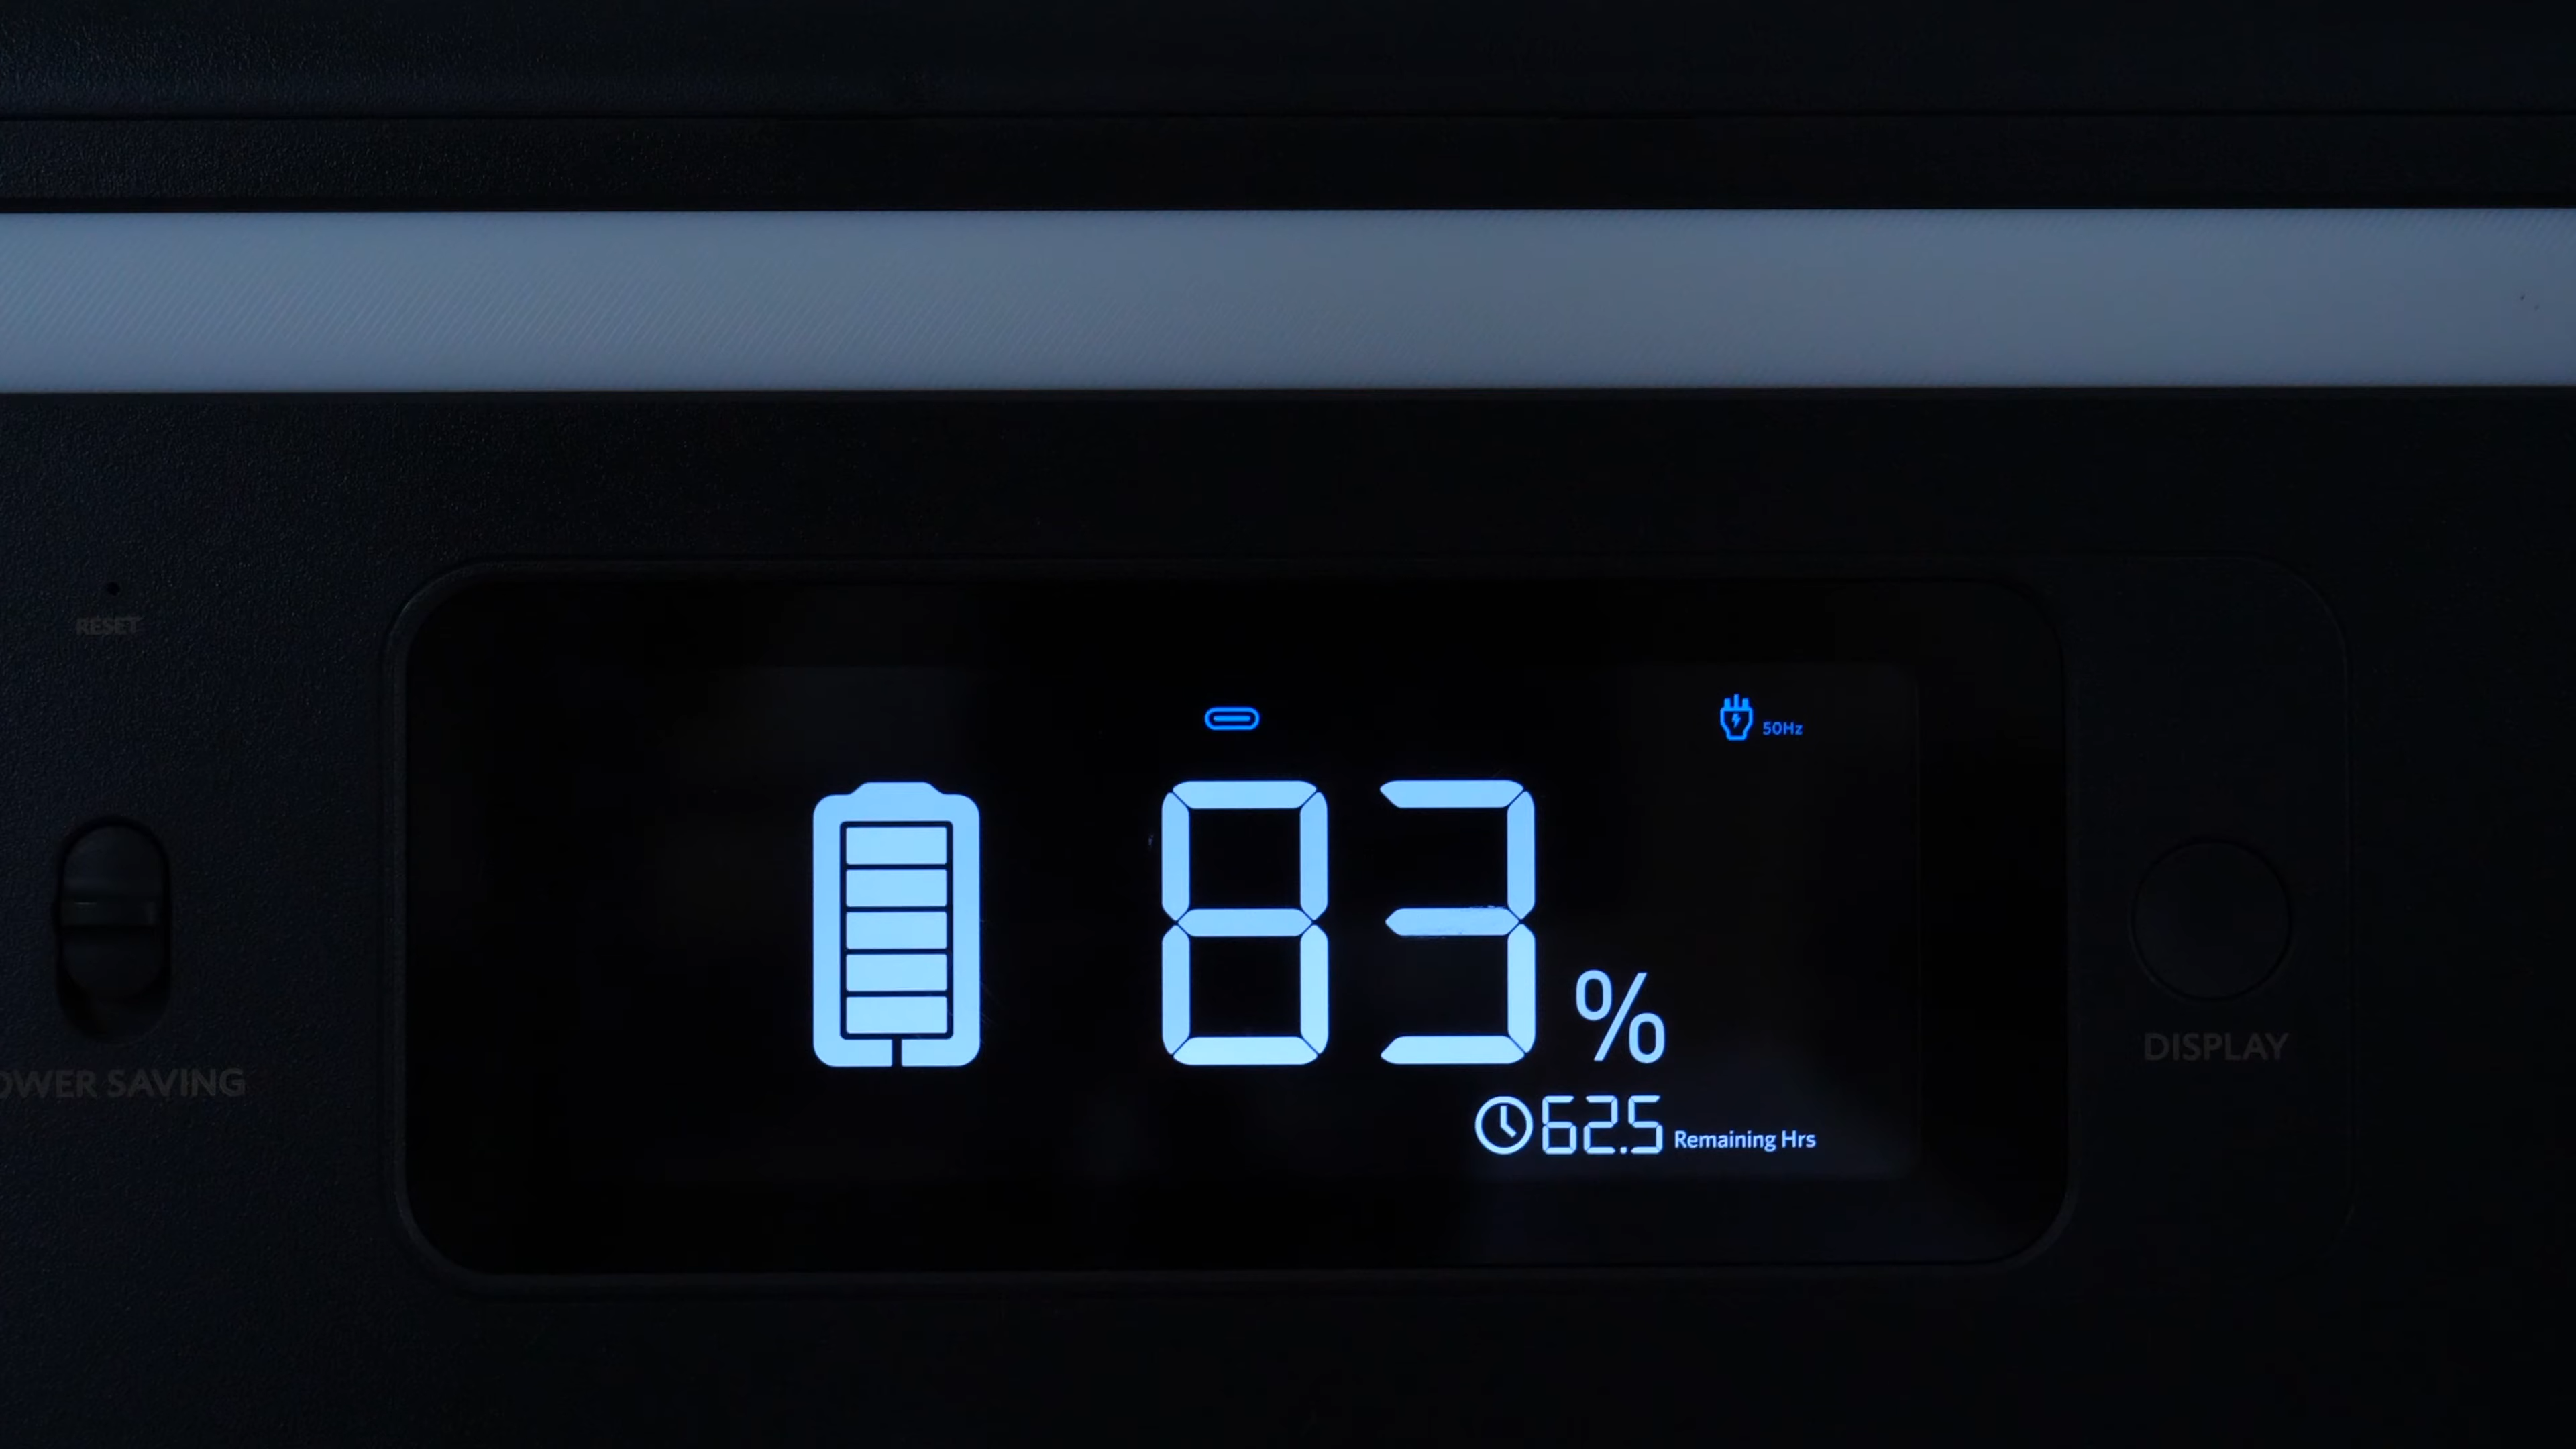 RESET
50Hz
83%
62.5 Remaining Hrs
OWER SAVING
DISPLAY